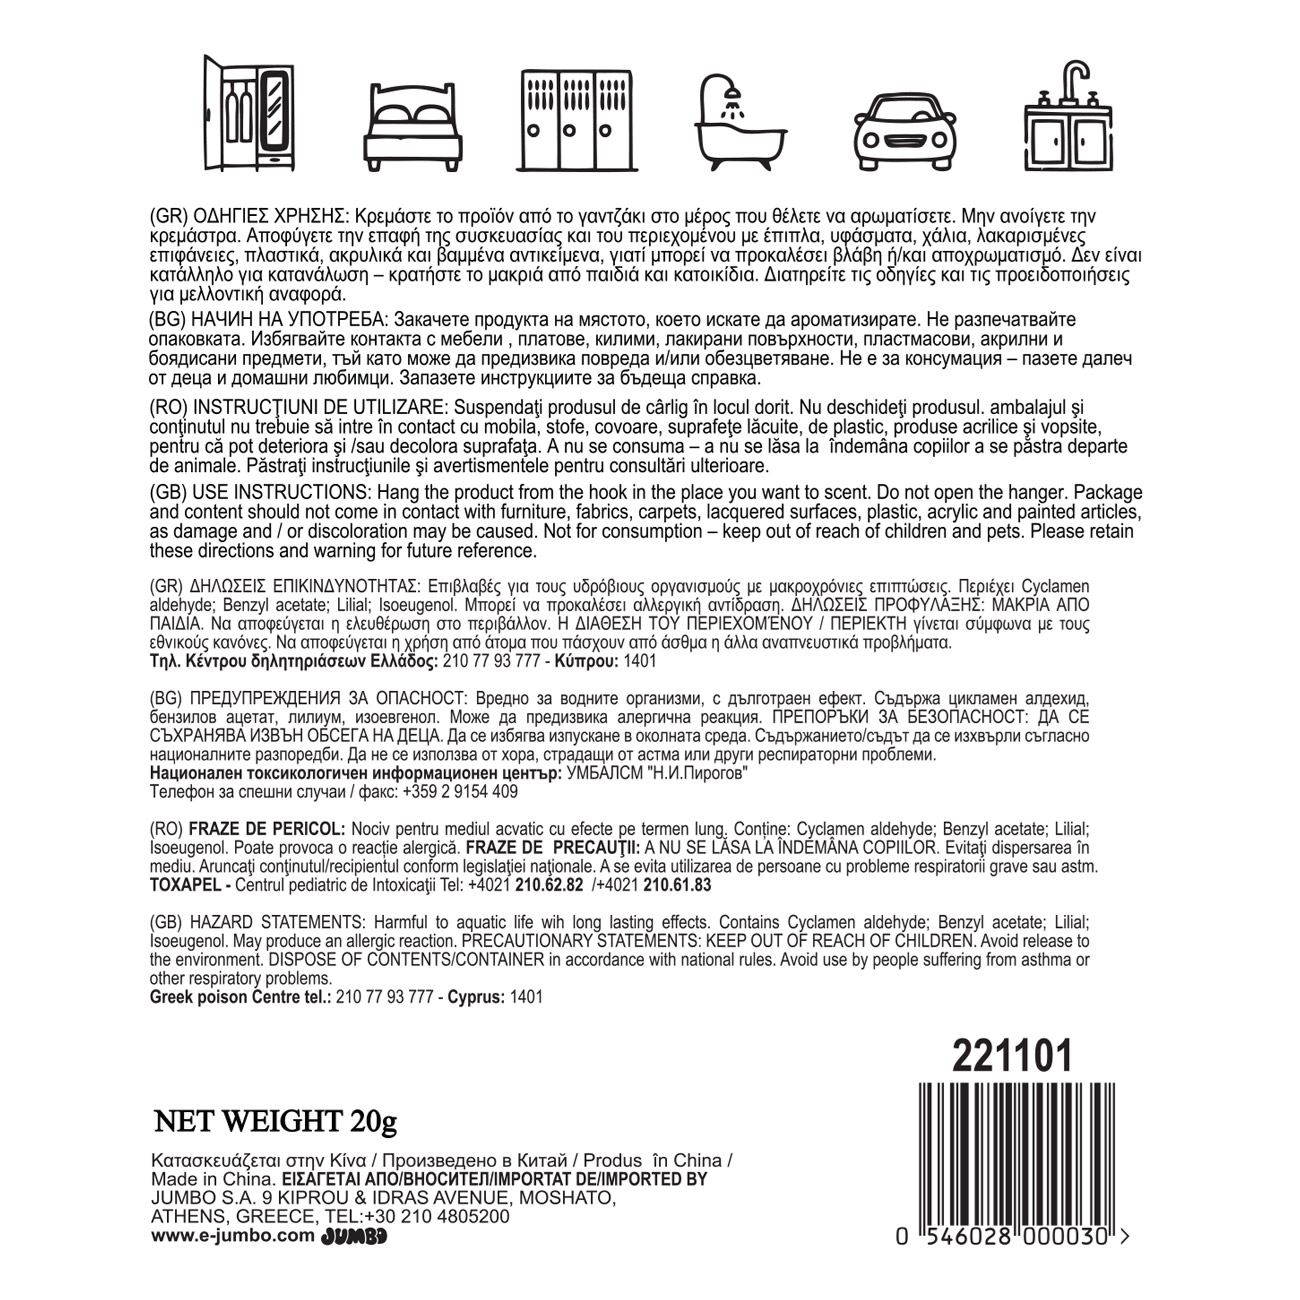 (GR) ΟΔΗΓΙΕΣ ΧΡΗΣΗΣ: Κρεμάστε το προϊόν από το γαντζάκι στο μέρος που θέλετε να αρωματίσετε. Μην ανοίγετε την
κρεμάστρα. Αποφύγετε την επαφή της συσκευασίας και του περιεχομένου με έπιπλα, υφάσματα, χάλια, λακαρισμένες
επιφάνειες, πλαστικά, ακρυλικά και βαμμένα αντικείμενα, γιατί μπορεί να προκαλέσει βλάβη ή/και αποχρωματισμό. Δεν είναι
κατάλληλο για κατανάλωση – κρατήστε το μακριά από παιδιά και κατοικίδια. Διατηρείτε τις οδηγίες και τις προειδοποιήσεις
για μελλοντική αναφορά.
(BG) НАЧИН НА УПОТРЕБА: Закачете продукта на мястото, което искате да ароматизирате. Не разпечатвайте
опаковката. Избягвайте контакта с мебели , платове, килими, лакирани повърхности, пластмасови, акрилни и
боядисани предмети, тъй като може да предизвика повреда и/или обезцветяване. Не е за консумация – пазете далеч
от деца и домашни любимци. Запазете инструкциите за бъдеща справка.
(RO) INSTRUCŢIUNI DE UTILIZARE: Suspendaţi produsul de cârlig în locul dorit. Nu deschideţi produsul. ambalajul şi
conţinutul nu trebuie să intre în contact cu mobila, stofe, covoare, suprafeţe lăcuite, de plastic, produse acrilice şi vopsite,
pentru că pot deteriora şi /sau decolora suprafaţa. A nu se consuma – a nu se lăsa la îndemâna copiilor a se păstra departe
de animale. Păstraţi instrucţiunile şi avertismentele pentru consultări ulterioare.
(GB) USE INSTRUCTIONS: Hang the product from the hook in the place you want to scent. Do not open the hanger. Package
and content should not come in contact with furniture, fabrics, carpets, lacquered surfaces, plastic, acrylic and painted articles,
as damage and / or discoloration may be caused. Not for consumption – keep out of reach of children and pets. Please retain
these directions and warning for future reference.
(GR) ΔΗΛΩΣΕΙΣ ΕΠΙΚΙΝΔΥΝΟΤΗΤΑΣ: Επιβλαβές για τους υδρόβιους οργανισμούς με μακροχρόνιες επιπτώσεις. Περιέχει Cyclamen
aldehyde; Benzyl acetate; Lilial; Isoeugenol. Μπορεί να προκαλέσει αλλεργική αντίδραση. ΔΗΛΩΣΕΙΣ ΠΡΟΦΥΛΑΞΗΣ: ΜΑΚΡΙΑ ΑΠΟ
ΠΑΙΔΙΑ. Να αποφεύγεται η ελευθέρωση στο περιβάλλον. Η ΔΙΑΘΕΣΗ ΤΟΥ ΠΕΡΙΕΧΟΜΈΝΟΥ / ΠΕΡΙΕΚΤΗ γίνεται σύμφωνα με τους
εθνικούς κανόνες. Να αποφεύγεται η χρήση από άτομα που πάσχουν από άσθμα η άλλα αναπνευστικά προβλήματα.
Τηλ. Κέντρου δηλητηριάσεων Ελλάδος: 210 77 93 777 - Κύπρου: 1401
(BG) ПРЕДУПРЕЖДЕНИЯ ЗА ОПАСНОСТ: Вредно за водните организми, с дълготраен ефект. Съдържа цикламен алдехид,
бензилов ацетат, лилиум, изоевгенол. Може да предизвика алергична реакция. ПРЕПОРЪКИ ЗА БЕЗОПАСНОСТ: ДА СЕ
СЪХРАНЯВА ИЗВЪН ОБСЕГА НА ДЕЦА. Да се избягва изпускане в околната среда. Съдържанието/съдът да се изхвърли съгласно
националните разпоредби. Да не се използва от хора, страдащи от астма или други респираторни проблеми.
Национален токсикологичен информационен център: УМБАЛСМ "Н.И.Пирогов"
Телефон за спешни случаи / факс: +359 2 9154 409
(RO) FRAZE DE PERICOL: Nociv pentru mediul acvatic cu efecte pe termen lung. Conține: Cyclamen aldehyde; Benzyl acetate; Lilial;
Isoeugenol. Poate provoca o reacție alergică. FRAZE DE PRECAUŢII: A NU SE LĂSA LA ÎNDEMÂNA COPIILOR. Evitaţi dispersarea în
mediu. Aruncaţi conţinutul/recipientul conform legislaţiei naţionale. A se evita utilizarea de persoane cu probleme respiratorii grave sau astm.
TOXAPEL - Centrul pediatric de Intoxicaţii Tel: +4021 210.62.82 /+4021 210.61.83
(GB) HAZARD STATEMENTS: Harmful to aquatic life wih long lasting effects. Contains Cyclamen aldehyde; Benzyl acetate; Lilial;
Isoeugenol. May produce an allergic reaction. PRECAUTIONARY STATEMENTS: KEEP OUT OF REACH OF CHILDREN. Avoid release to
the environment. DISPOSE OF CONTENTS/CONTAINER in accordance with national rules. Avoid use by people suffering from asthma or
other respiratory problems.
Greek poison Centre tel.: 210 77 93 777 - Cyprus: 1401
221101
NET WEIGHT 20g
Κατασκευάζεται στην Κίνα / Произведено в Китай / Produs în China /
Made in China. ΕΙΣΑΓΕΤΑΙ ΑΠΟ/ВНОСИТЕЛ/IMPORTAT DE/IMPORTED BY
JUMBO S.A. 9 KIPROU & IDRAS AVENUE, MOSHATO,
ATHENS, GREECE, TEL:+30 210 4805200
www.e-jumbo.com JUMBO
0 546028 000030 >